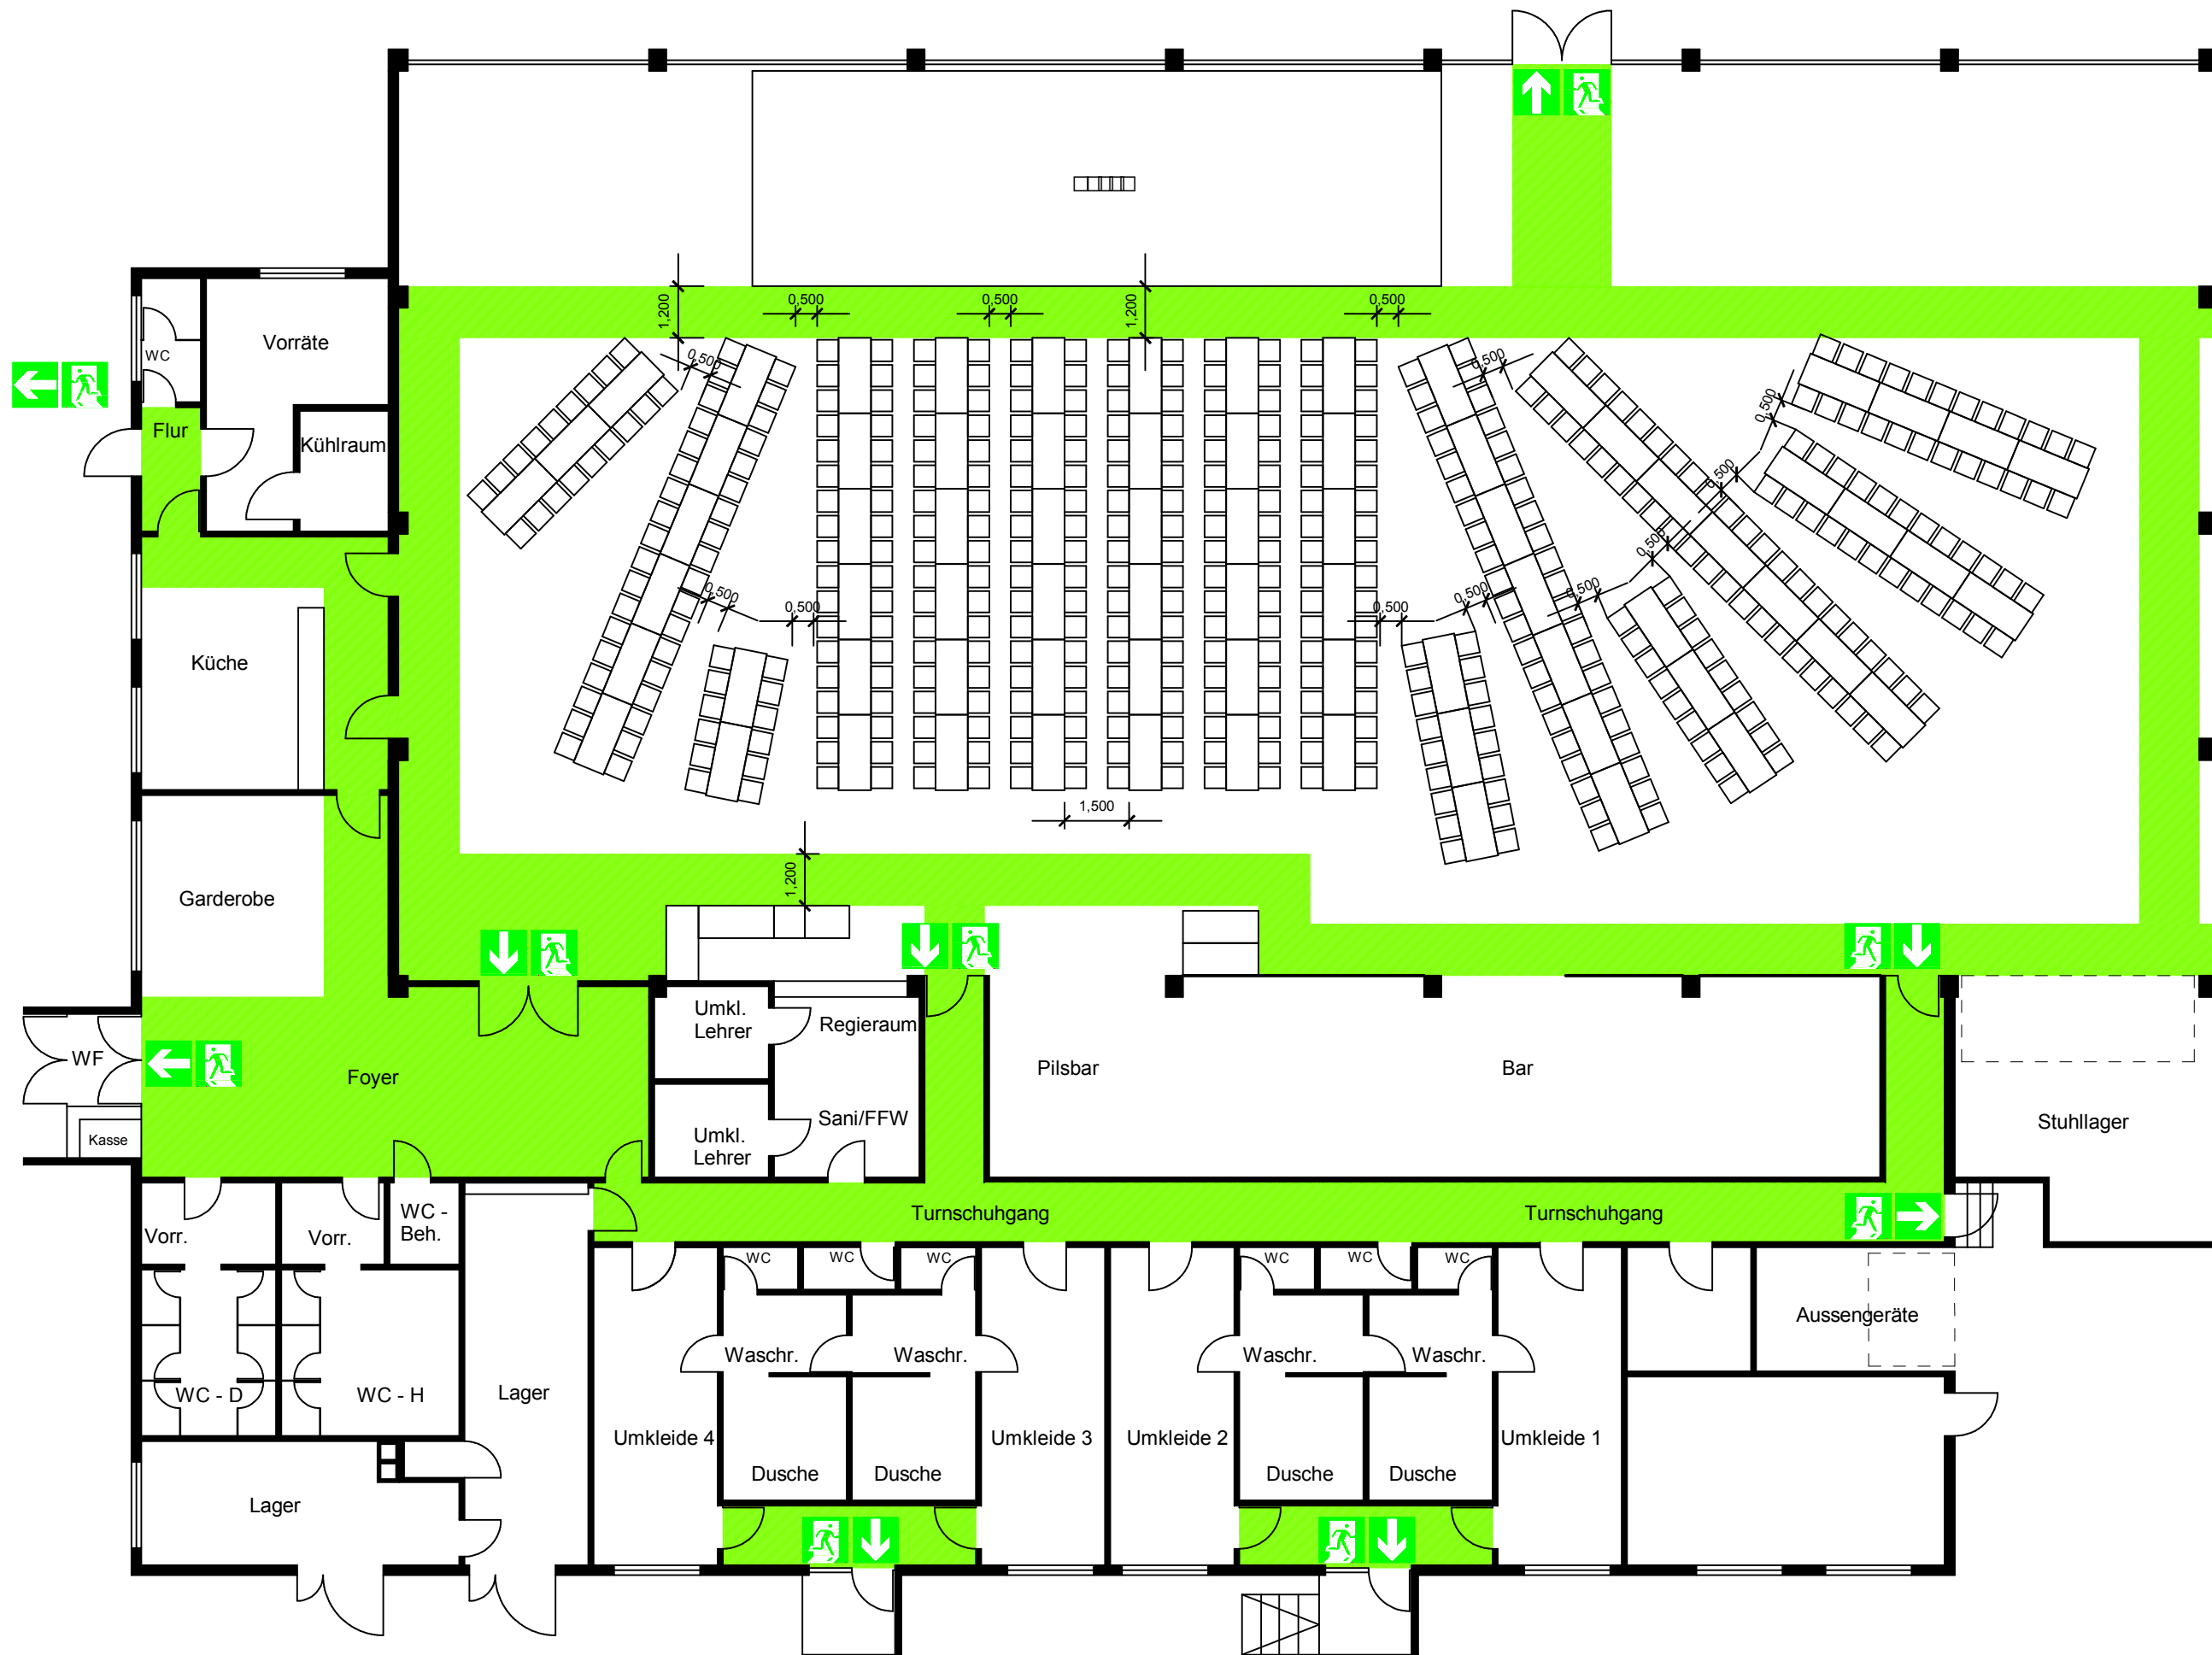 1,200
0,500
0,500
1,200
0,500
Vorräte
WC
0,500
0,500
0,500
Flur
Kühlraum
0,500
0,500
0,500
0,500
0,500
0,500
0,500
0,500
Küche
1,500
1,200
Garderobe
Umkl.
Lehrer
Regieraum
WF
Foyer
Pilsbar
Bar
Kasse
Umkl.
Lehrer
Sani/FFW
Stuhllager
Vorr.
Vorr.
WC -
Beh.
Turnschuhgang
Turnschuhgang
WC
WC
WC
WC
WC
WC
Aussengeräte
Waschr.
Waschr.
Waschr.
Waschr.
WC - D
WC - H
Lager
Umkleide 4
Umkleide 3
Umkleide 2
Umkleide 1
Dusche
Dusche
Dusche
Dusche
Lager